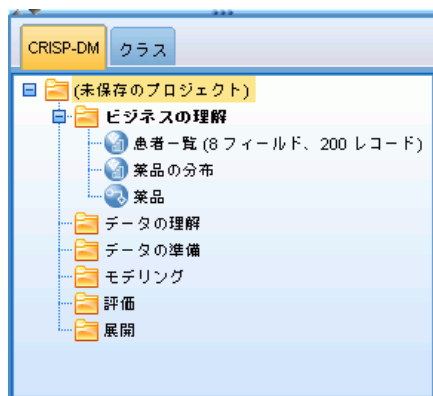 CRISP-DM クラス
(未保存のプロジェクト)
ビジネスの理解
患者一覧 (8 フィールド、200 レコード)
薬品の分布
薬品
データの理解
データの準備
モデリング
評価
展開